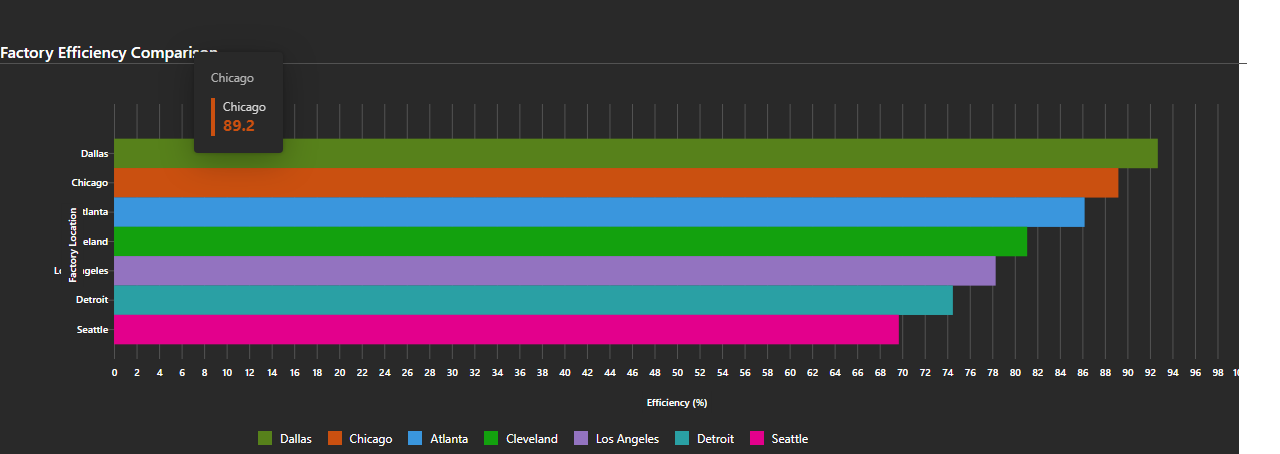 Factory Efficiency Comparison
Chicago
Chicago
89.2
Dallas
Chicago
tlanta
eland
geles
Detroit
Seattle
Factory Location
0 2 4 6 8 10 12 14 16 18 20 22 24 26 28 30 32 34 36 38 40 42 44 46 48 50 52 54 56 58 60 62 64 66 68 70 72 74 76 78 80 82 84 86 88 90 92 94 96 98
Efficiency (%)
Dallas Chicago Atlanta Cleveland Los Angeles Detroit Seattle